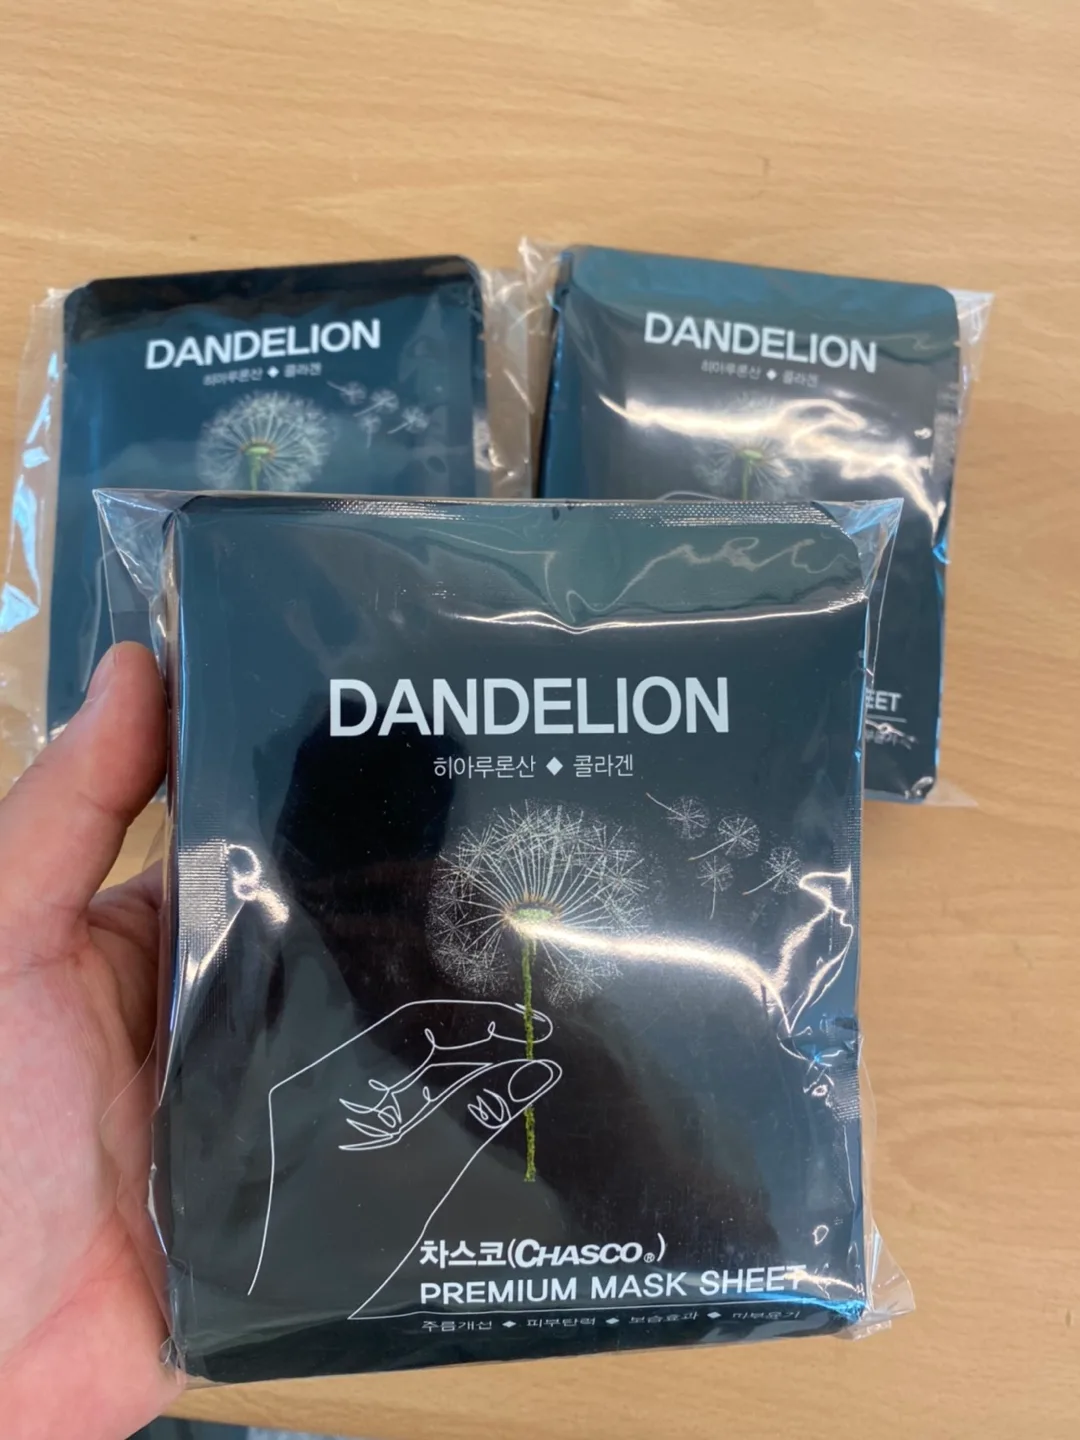 DANDELION
히아루론산 ◆ 콜라겐
DANDELION
히아루론산 ◆ 콜라겐
EET
DANDELION
히아루론산 ◆ 콜라겐
차스코(CHASCO®)
PREMIUM MASK SHEET
주름개선 ◆ 피부탄력 ◆ 보습효과 ◆ 피부윤기